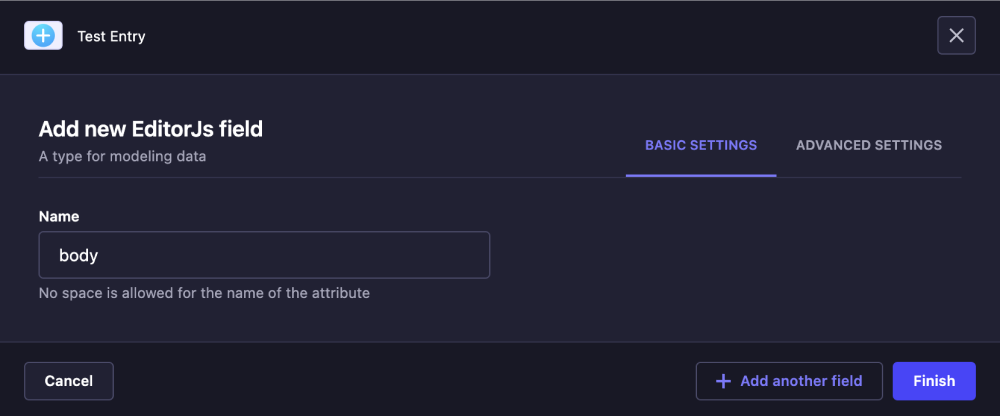 Test Entry
Add new EditorJs field
A type for modeling data
BASIC SETTINGS
ADVANCED SETTINGS
Name
body
No space is allowed for the name of the attribute
Cancel
Add another field
Finish